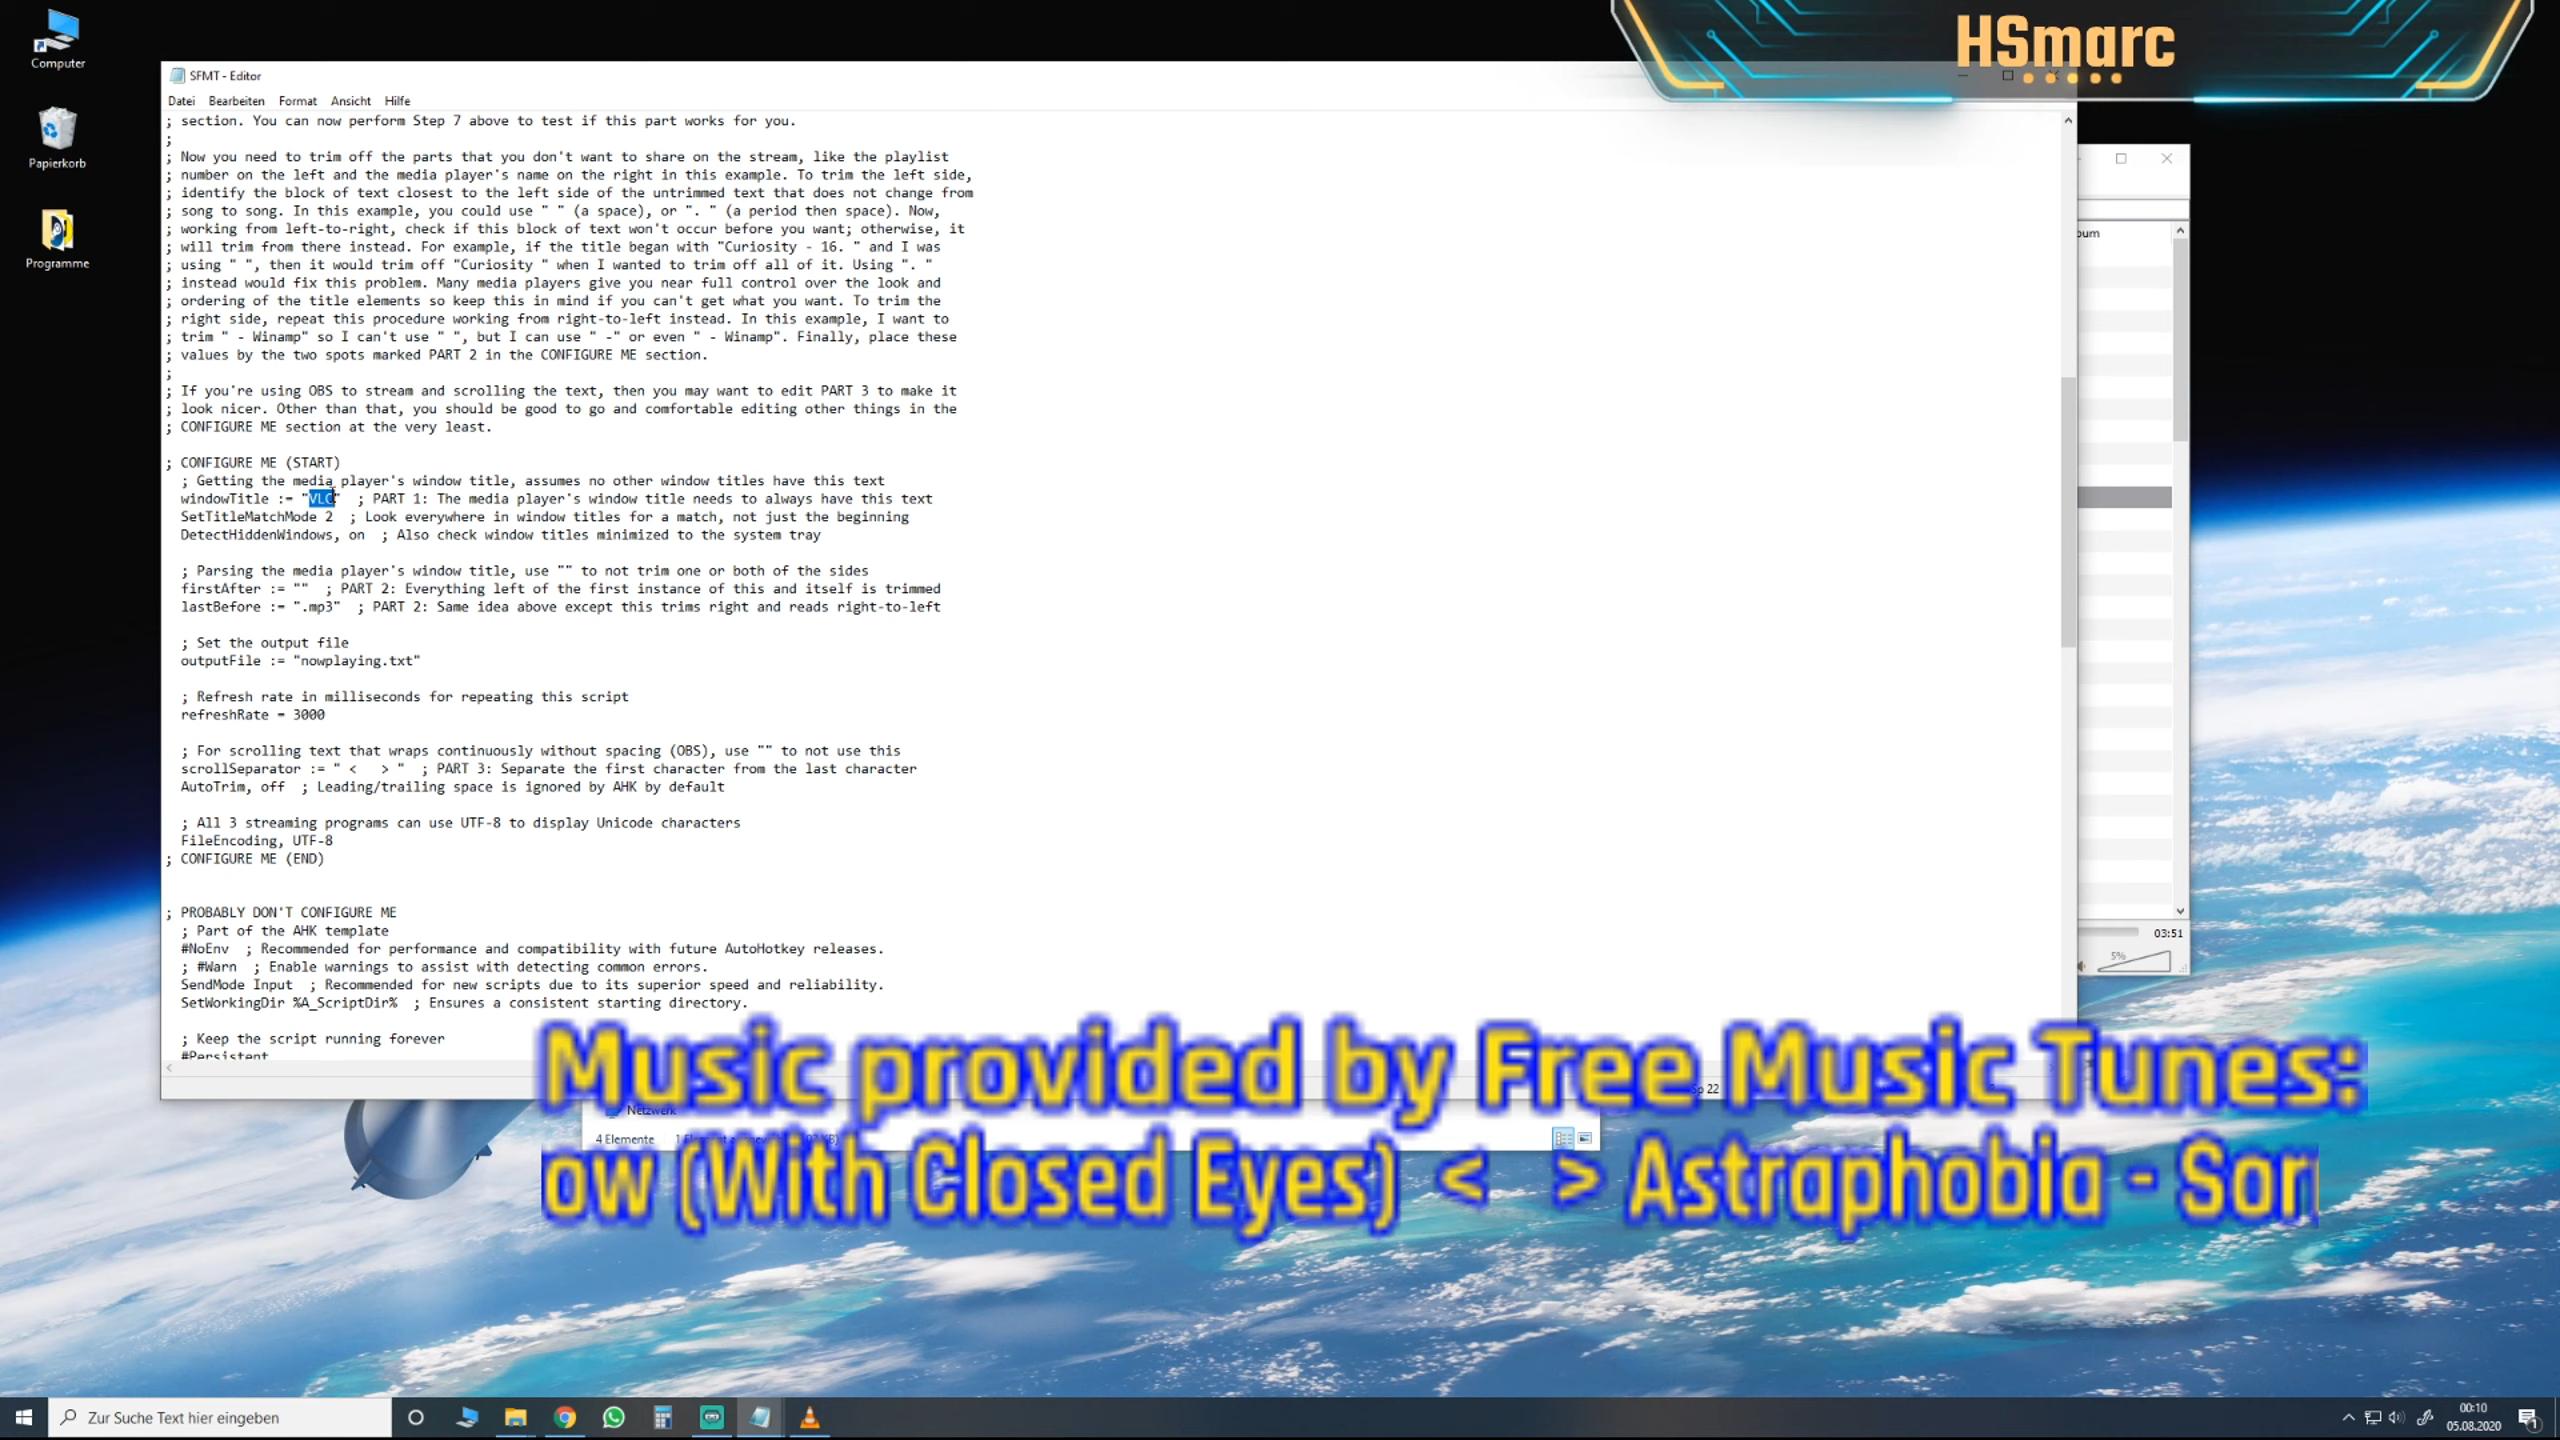 HSmarc
Computer
Papierkorb
Programme
SFMT - Editor
Datei Bearbeiten Format Ansicht Hilfe
; section. You can now perform Step 7 above to test if this part works for you.
;
; Now you need to trim off the parts that you don't want to share on the stream, like the playlist
; number on the left and the media player's name on the right in this example. To trim the left side,
; identify the block of text closest to the left side of the untrimmed text that does not change from
; song to song. In this example, you could use " " (a space), or ". " (a period then space). Now,
; working from left-to-right, check if this block of text won't occur before you want; otherwise, it
; will trim from there instead. For example, if the title began with "Curiosity - 16. " and I was
; using " ", then it would trim off "Curiosity " when I wanted to trim off all of it. Using ". "
; instead would fix this problem. Many media players give you near full control over the look and
; ordering of the title elements so keep this in mind if you can't get what you want. To trim the
; right side, repeat this procedure working from right-to-left instead. In this example, I want to
; trim " - Winamp" so I can't use " ", but I can use " -" or even " - Winamp". Finally, place these
; values by the two spots marked PART 2 in the CONFIGURE ME section.
;
; If you're using OBS to stream and scrolling the text, then you may want to edit PART 3 to make it
; look nicer. Other than that, you should be good to go and comfortable editing other things in the
; CONFIGURE ME section at the very least.
; CONFIGURE ME (START)
; Getting the media player's window title, assumes no other window titles have this text
windowTitle := "VLC" ; PART 1: The media player's window title needs to always have this text
SetTitleMatchMode 2 ; Look everywhere in window titles for a match, not just the beginning
DetectHiddenWindows, on ; Also check window titles minimized to the system tray
; Parsing the media player's window title, use "" to not trim one or both of the sides
firstAfter := "" ; PART 2: Everything left of the first instance of this and itself is trimmed
lastBefore := ".mp3" ; PART 2: Same idea above except this trims right and reads right-to-left
; Set the output file
outputFile := "nowplaying.txt"
; Refresh rate in milliseconds for repeating this script
refreshRate = 3000
; For scrolling text that wraps continuously without spacing (OBS), use "" to not use this
scrollSeparator := " <   > " ; PART 3: Separate the first character from the last character
AutoTrim, off ; Leading/trailing space is ignored by AHK by default
; All 3 streaming programs can use UTF-8 to display Unicode characters
FileEncoding, UTF-8
; CONFIGURE ME (END)
; PROBABLY DON'T CONFIGURE ME
; Part of the AHK template
#NoEnv ; Recommended for performance and compatibility with future AutoHotkey releases.
; #Warn ; Enable warnings to assist with detecting common errors.
SendMode Input ; Recommended for new scripts due to its superior speed and reliability.
SetWorkingDir %A_ScriptDir% ; Ensures a consistent starting directory.
; Keep the script running forever
#Persistent
bum
03:51
5%
Music provided by Free Music Tunes:
Sp 22
Netzwerk
4 Elemente
ow (With Closed Eyes) <   > Astraphobia - Sor
Zur Suche Text hier eingeben
00:10
05.08.2020
1